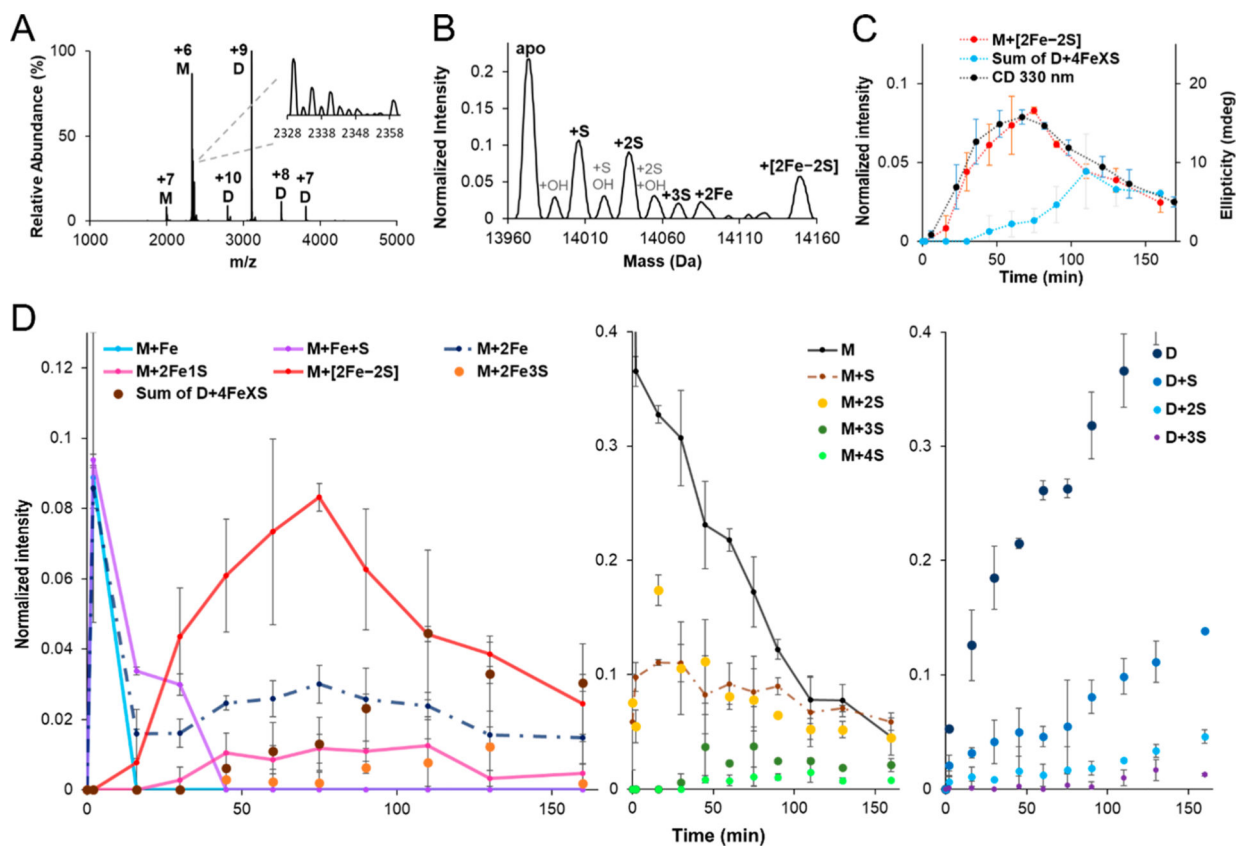 A
Relative Abundance (%)
100
50
0
+6
M
+9
D
+7
M
+10
D
+8
D
+7
D
2328 2338 2348 2358
1000 2000 3000 4000 5000
m/z
B
Normalized Intensity
0.2
0.15
0.1
0.05
0
apo
+OH
+S
+S
OH
+2S
+2S
+OH
+3S
+2Fe
+[2Fe−2S]
13960 14010 14060 14110 14160
Mass (Da)
C
M+[2Fe−2S]
Sum of D+4FeXS
CD 330 nm
Normalized intensity
0.1
0.05
0
Ellipticity (mdeg)
20
10
0
0 50 100 150
Time (min)
D
M+Fe
M+Fe+S
M+2Fe
M+2Fe1S
M+[2Fe−2S]
M+2Fe3S
Sum of D+4FeXS
Normalized intensity
0.12
0.1
0.08
0.06
0.04
0.02
0
0 50 100 150
0.4
0.3
0.2
0.1
0
M
M+S
M+2S
M+3S
M+4S
0 50 100 150
0.4
0.3
0.2
0.1
0
D
D+S
D+2S
D+3S
0 50 100 150
Time (min)